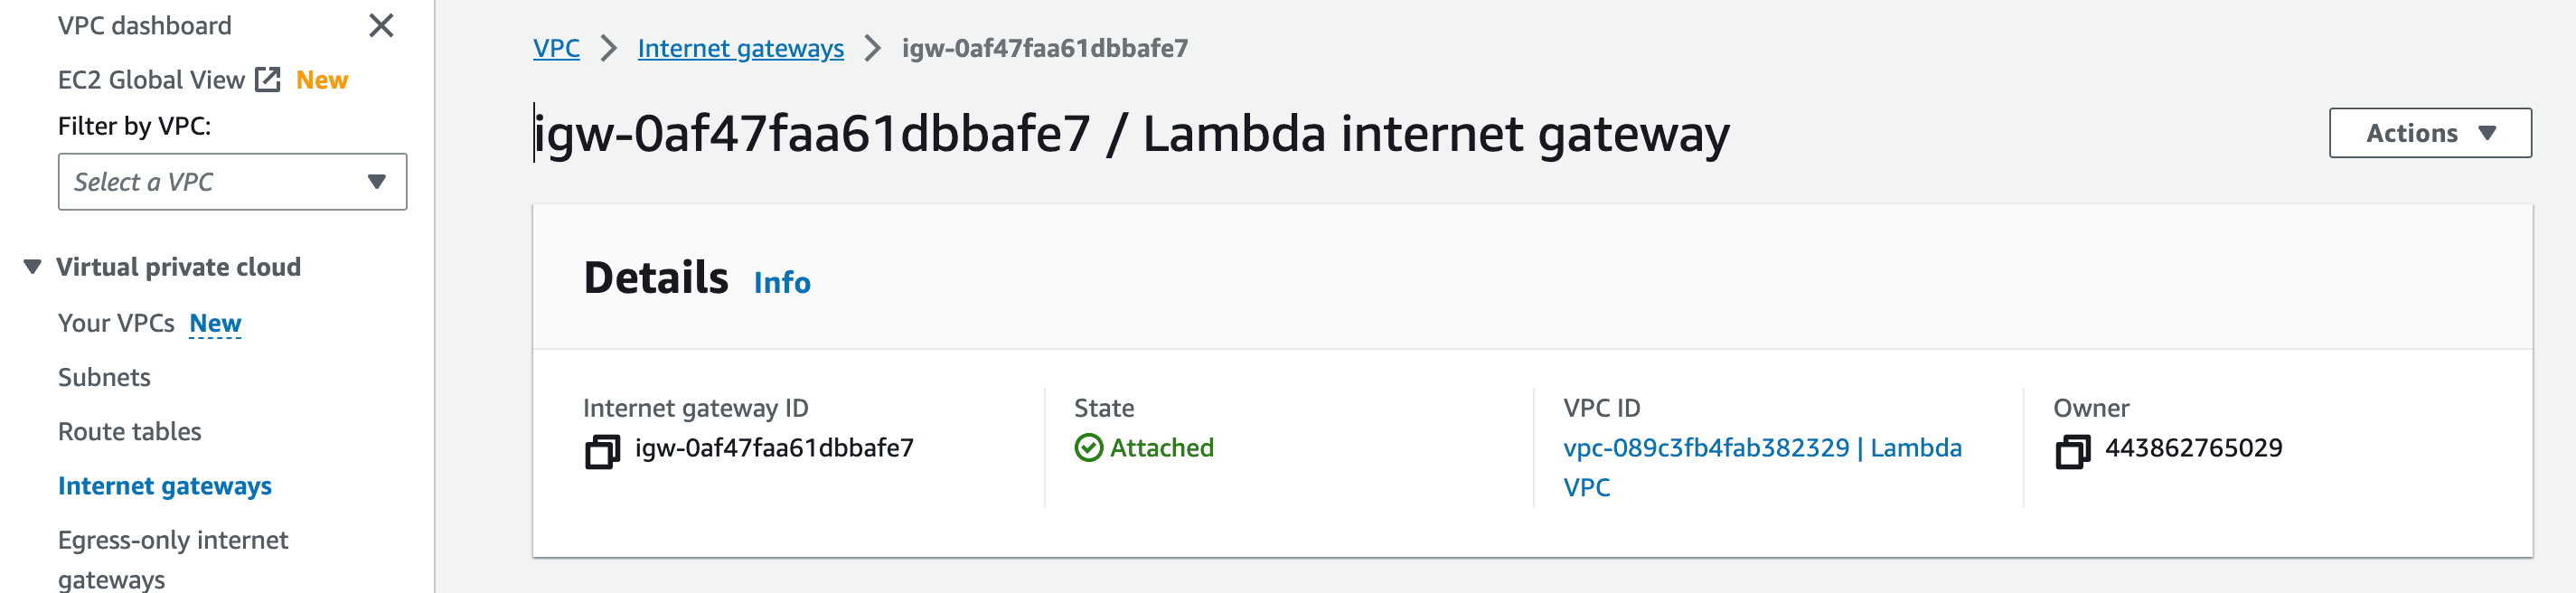 VPC dashboard
EC2 Global View New
Filter by VPC:
Select a VPC
Virtual private cloud
Your VPCs New
Subnets
Route tables
Internet gateways
Egress-only internet
gateways
VPC > Internet gateways > igw-0af47faa61dbbafe7
igw-0af47faa61dbbafe7 / Lambda internet gateway
Actions
Details Info
Internet gateway ID
igw-0af47faa61dbbafe7
State
Attached
VPC ID
vpc-089c3fb4fab382329 | Lambda
VPC
Owner
443862765029